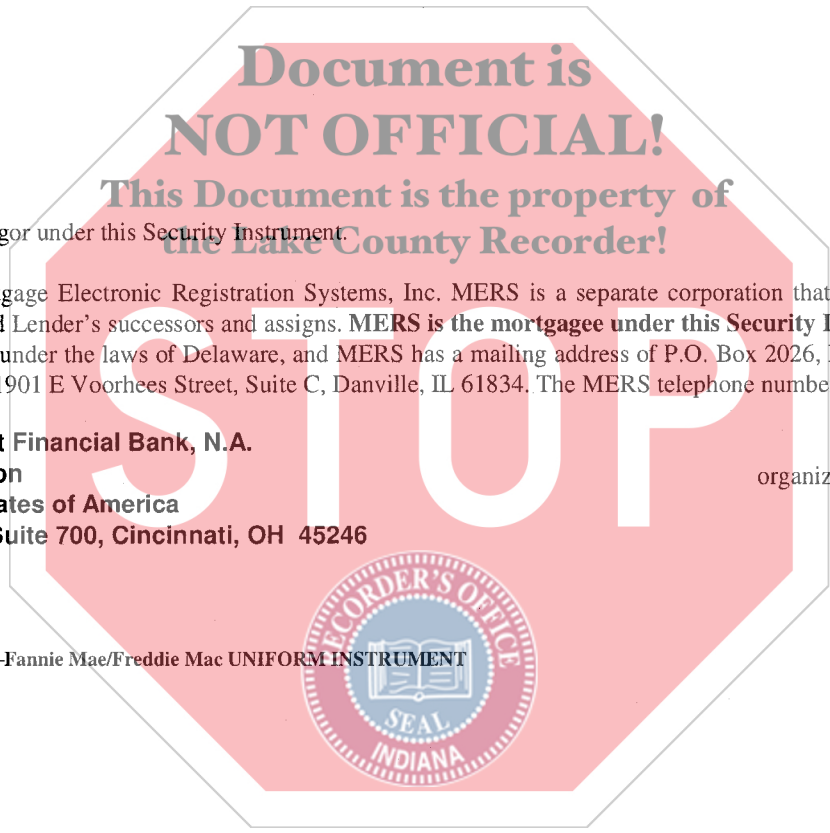 Document is
NOT OFFICIAL!
This Document is the property of
the Lake County Recorder!
gor under this Security Instrument.
gage Electronic Registration Systems, Inc. MERS is a separate corporation that
Lender's successors and assigns. MERS is the mortgagee under this Security
under the laws of Delaware, and MERS has a mailing address of P.O. Box 2026,
1901 E Voorhees Street, Suite C, Danville, IL 61834. The MERS telephone numbe
STOP
t Financial Bank, N.A.
on
organiz
ates of America
Suite 700, Cincinnati, OH 45246
-Fannie Mae/Freddie Mac UNIFORM INSTRUMENT
RECORDER'S OFFICE
SEAL
INDIANA